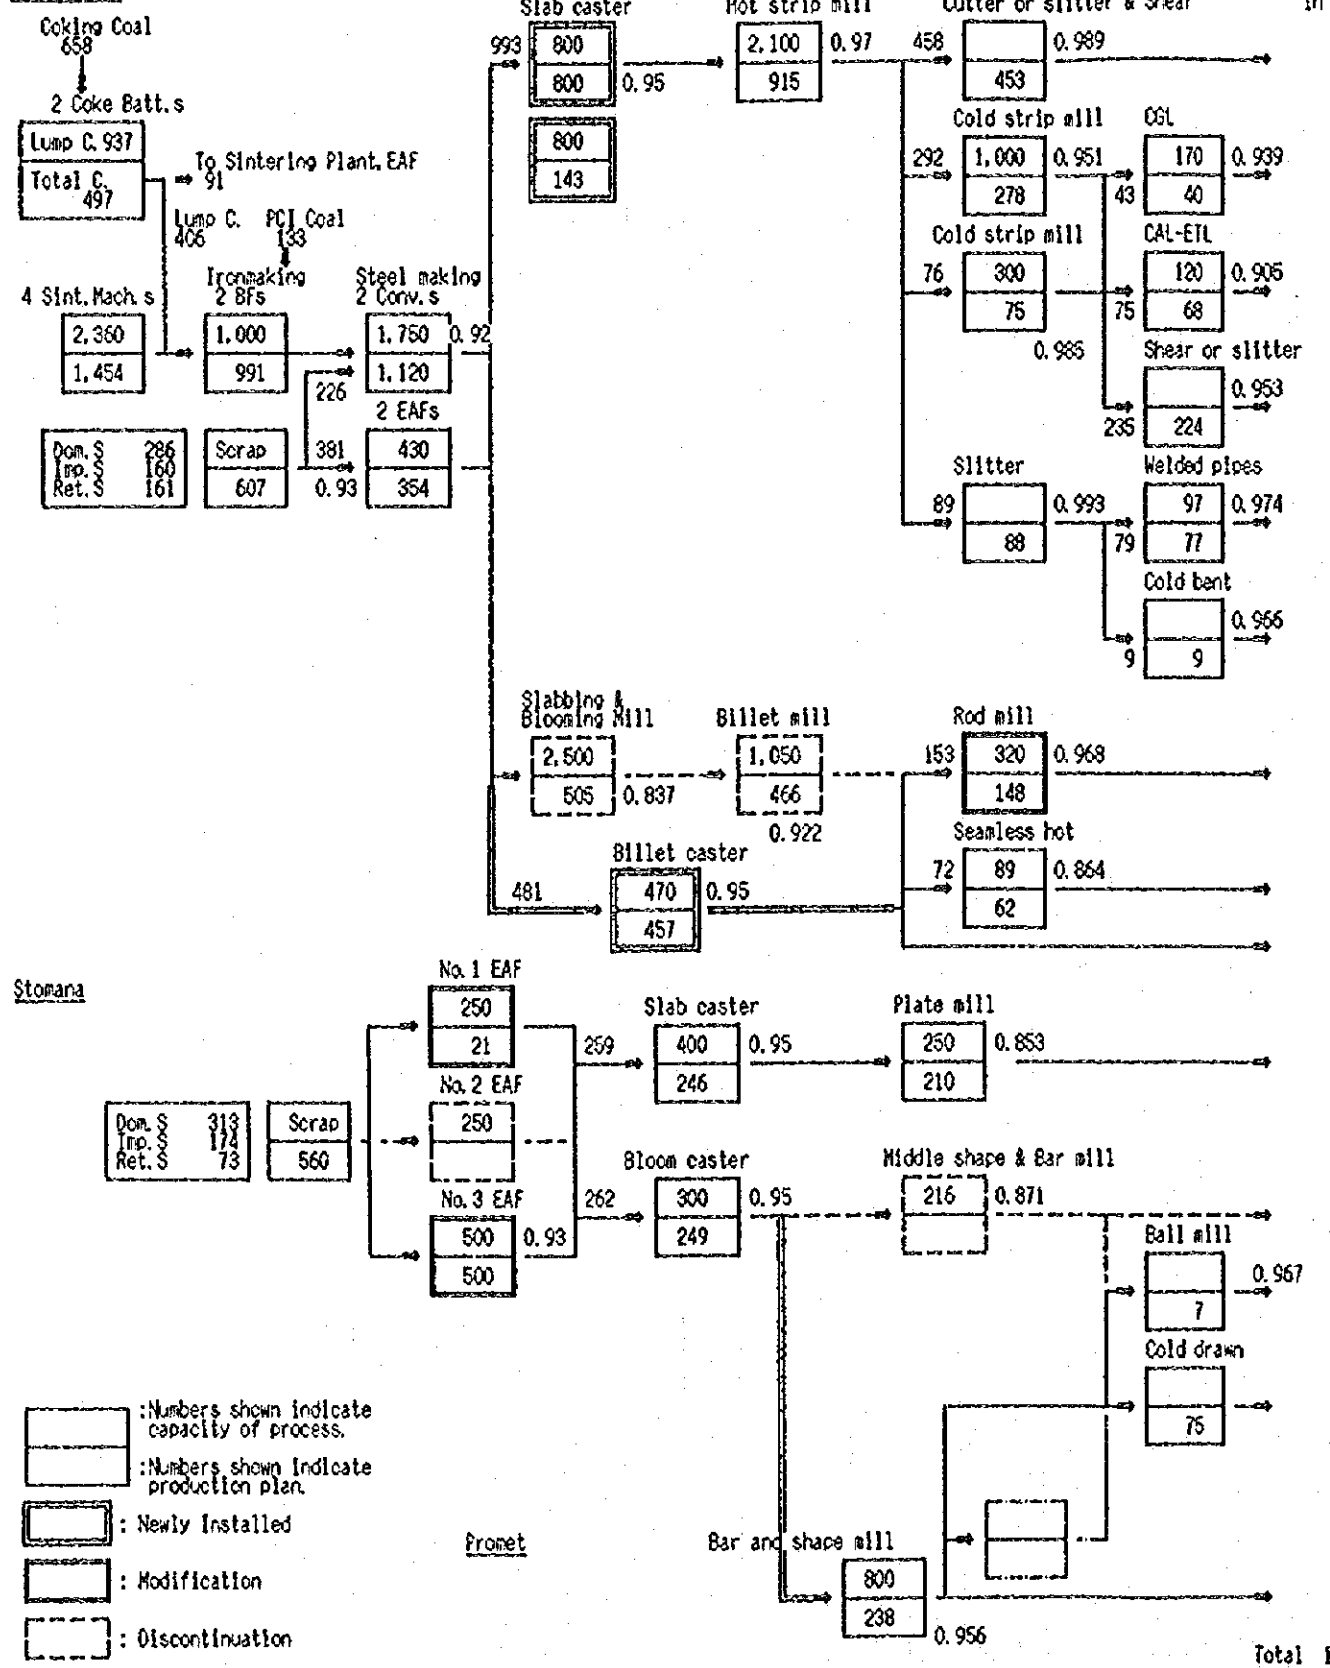 Coking Coal
658
2 Coke Batt.s
Lump C. 937
Total C.
497
To Sintering Plant. EAF
91
Lump C.
406
PCI Coal
133
4 Sint. Mach. s
2,360
1,454
Ironmaking
2 BFs
1,000
991
Steel making
2 Conv. s
1,750
0.92
1,120
226
2 EAFs
430
354
Dom. S 286
Imp. S 160
Ret. S 161
Scrap
607
381
0.93
Slab caster
993
800
800
0.95
800
143
Hot strip mill
2,100
0.97
915
Cutter or slitter & Shear
458
0.989
453
Cold strip mill
292
1,000
0.951
278
CGL
170
0.939
43
40
Cold strip mill
76
300
75
0.985
CAL-ETL
120
0.905
75
68
Shear or slitter
0.953
235
224
Slitter
89
0.993
88
Welded pipes
97
0.974
79
77
Cold bent
0.966
9
9
Slabbing &
Blooming Mill
2,500
505
0.837
Billet mill
1,050
466
0.922
Billet caster
481
470
0.95
457
Rod mill
153
320
0.968
148
Seamless hot
72
89
0.864
62
Stomana
No. 1 EAF
250
21
No. 2 EAF
250
No. 3 EAF
500
0.93
500
Dom. S 313
Imp. S 174
Ret. S 73
Scrap
560
Slab caster
259
400
0.95
246
Plate mill
250
0.853
210
Bloom caster
262
300
0.95
249
Middle shape & Bar mill
216
0.871
Ball mill
0.967
7
Cold drawn
75
Promet
Bar and shape mill
800
238
0.956
:Numbers shown indicate
capacity of process.
:Numbers shown indicate
production plan.
: Newly Installed
: Modification
: Discontinuation
Total